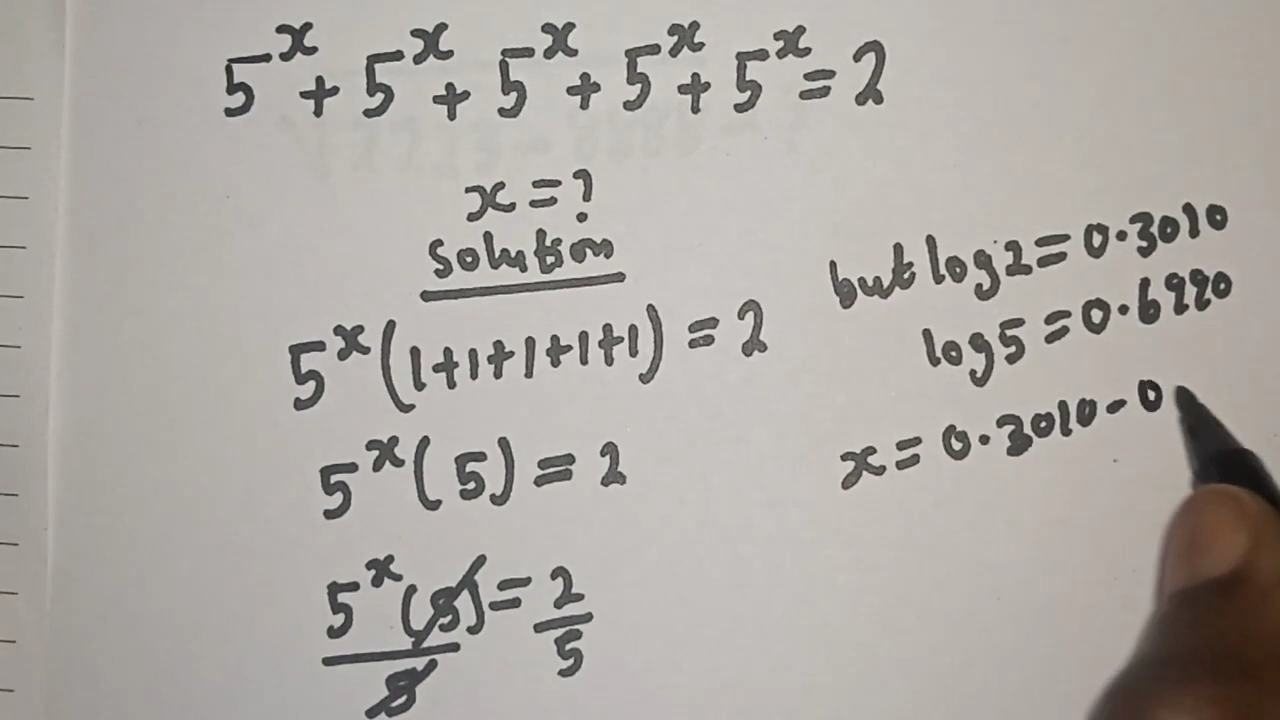 5^x + 5^x + 5^x + 5^x + 5^x = 2
x = ?
solution
5^x (1+1+1+1+1) = 2
5^x (5) = 2
5^x (5) / 5 = 2/5
but log2 = 0.3010
log5 = 0.6990
x = 0.3010 - 0